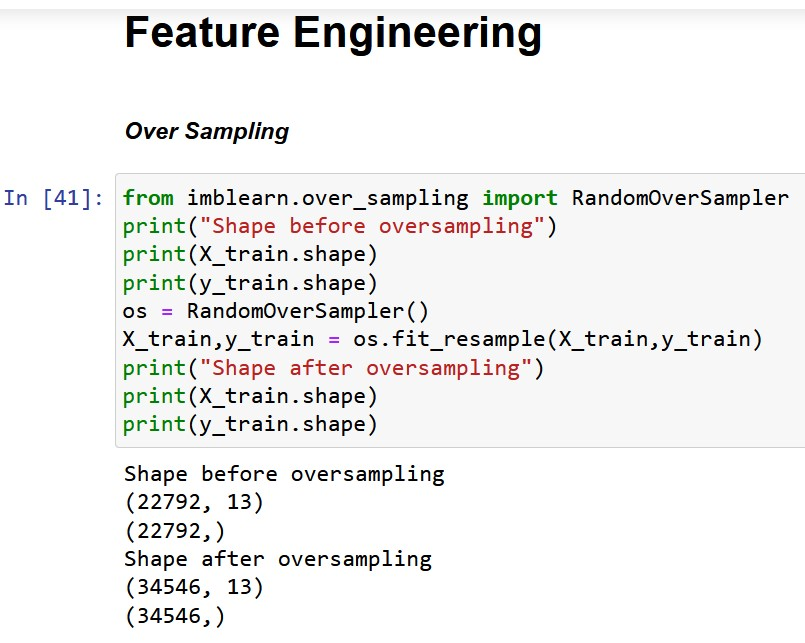 Feature Engineering
Over Sampling
In [41]: from imblearn.over_sampling import RandomOverSampler
print("Shape before oversampling")
print(X_train.shape)
print(y_train.shape)
os = RandomOverSampler()
X_train,y_train = os.fit_resample(X_train,y_train)
print("Shape after oversampling")
print(X_train.shape)
print(y_train.shape)
Shape before oversampling
(22792, 13)
(22792,)
Shape after oversampling
(34546, 13)
(34546,)